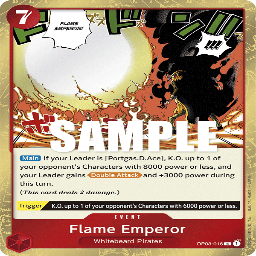 7
FLAME EMPEROR!
!!!
ドドン!!
SAMPLE
Main If your Leader is [Portgas.D.Ace], K.O. up to 1 of
your opponent's Characters with 8000 power or less, and
your Leader gains Double Attack and +3000 power during
this turn.
(This card deals 2 damage.)
Trigger K.O. up to 1 of your opponent's Characters with 6000 power or less.
EVENT
Flame Emperor
Whitebeard Pirates